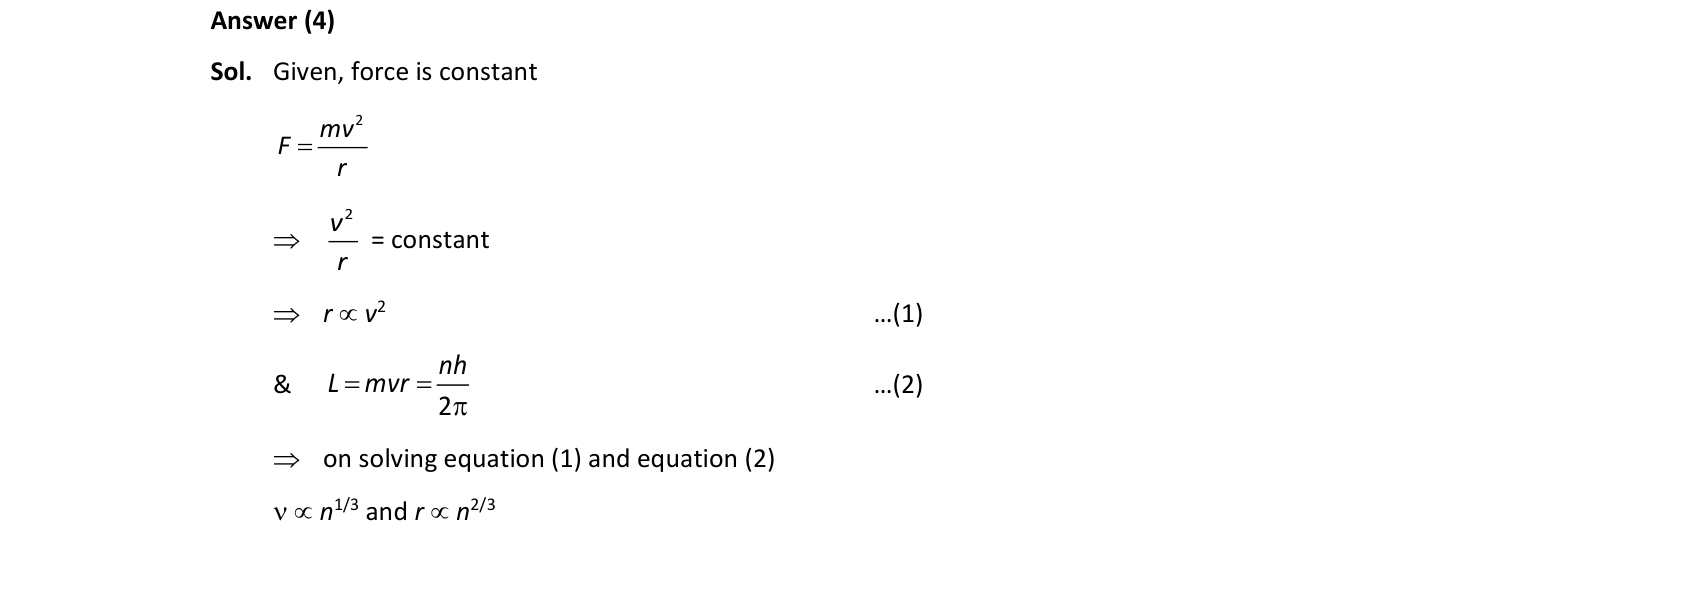 Answer (4)
Sol. Given, force is constant
F = mv²/r
⇒ v²/r = constant
⇒ r ∝ v² ...(1)
& L = mvr = nh/2π ...(2)
⇒ on solving equation (1) and equation (2)
ν ∝ n^1/3 and r ∝ n^2/3